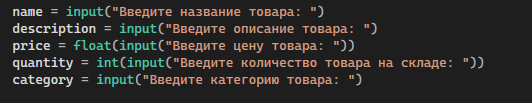 name = input("Введите название товара: ")
description = input("Введите описание товара: ")
price = float(input("Введите цену товара: "))
quantity = int(input("Введите количество товара на складе: "))
category = input("Введите категорию товара: ")